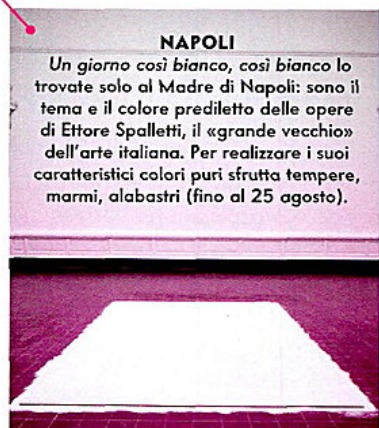 NAPOLI
Un giorno così bianco, così bianco lo
trovate solo al Madre di Napoli: sono il
tema e il colore prediletto delle opere
di Ettore Spalletti, il «grande vecchio»
dell'arte italiana. Per realizzare i suoi
caratteristici colori puri sfrutta tempere,
marmi, alabastri (fino al 25 agosto).